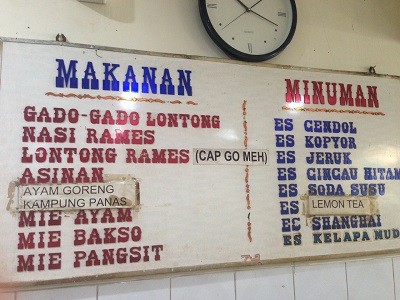 MAKANAN
GADO-GADO LONTONG
NASI RAMES
LONTONG RAMES (CAP GO MEH)
ASINAN
AYAM GORENG
KAMPUNG PANAS
MIE AYAM
MIE BAKSO
MIE PANGSIT
MINUMAN
ES CENDOL
ES KOPYOR
ES JERUK
ES CINCAU HITAM
ES SODA SUSU
ES LEMON TEA
ES SHANGHAI
ES KELAPA MUD